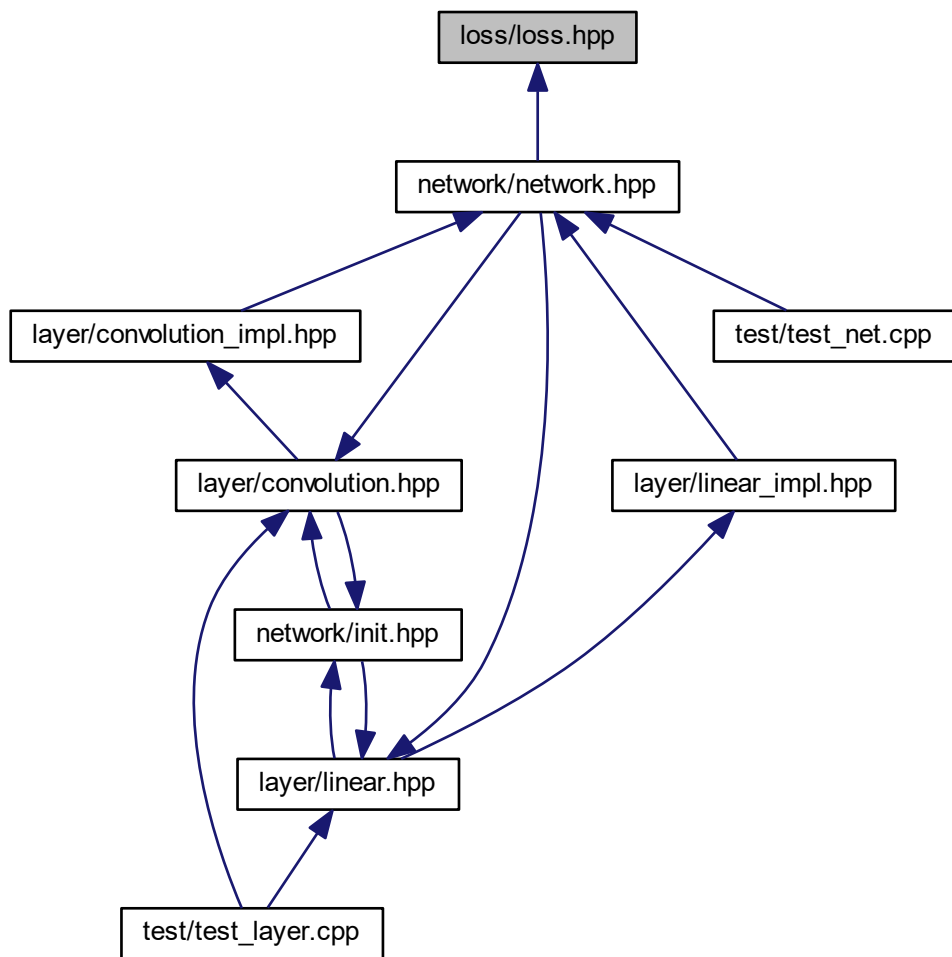 loss/loss.hpp
network/network.hpp
layer/convolution_impl.hpp
test/test_net.cpp
layer/convolution.hpp
layer/linear_impl.hpp
network/init.hpp
layer/linear.hpp
test/test_layer.cpp